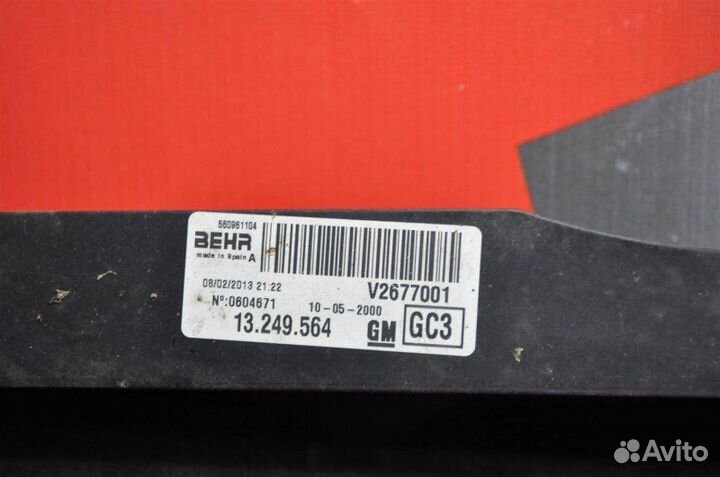 560961104
BEHR
made in Spain A
08/02/2013 21:22 V2677001
Nº:0604671 10-05-2000
13.249.564 GM GC3
Avito